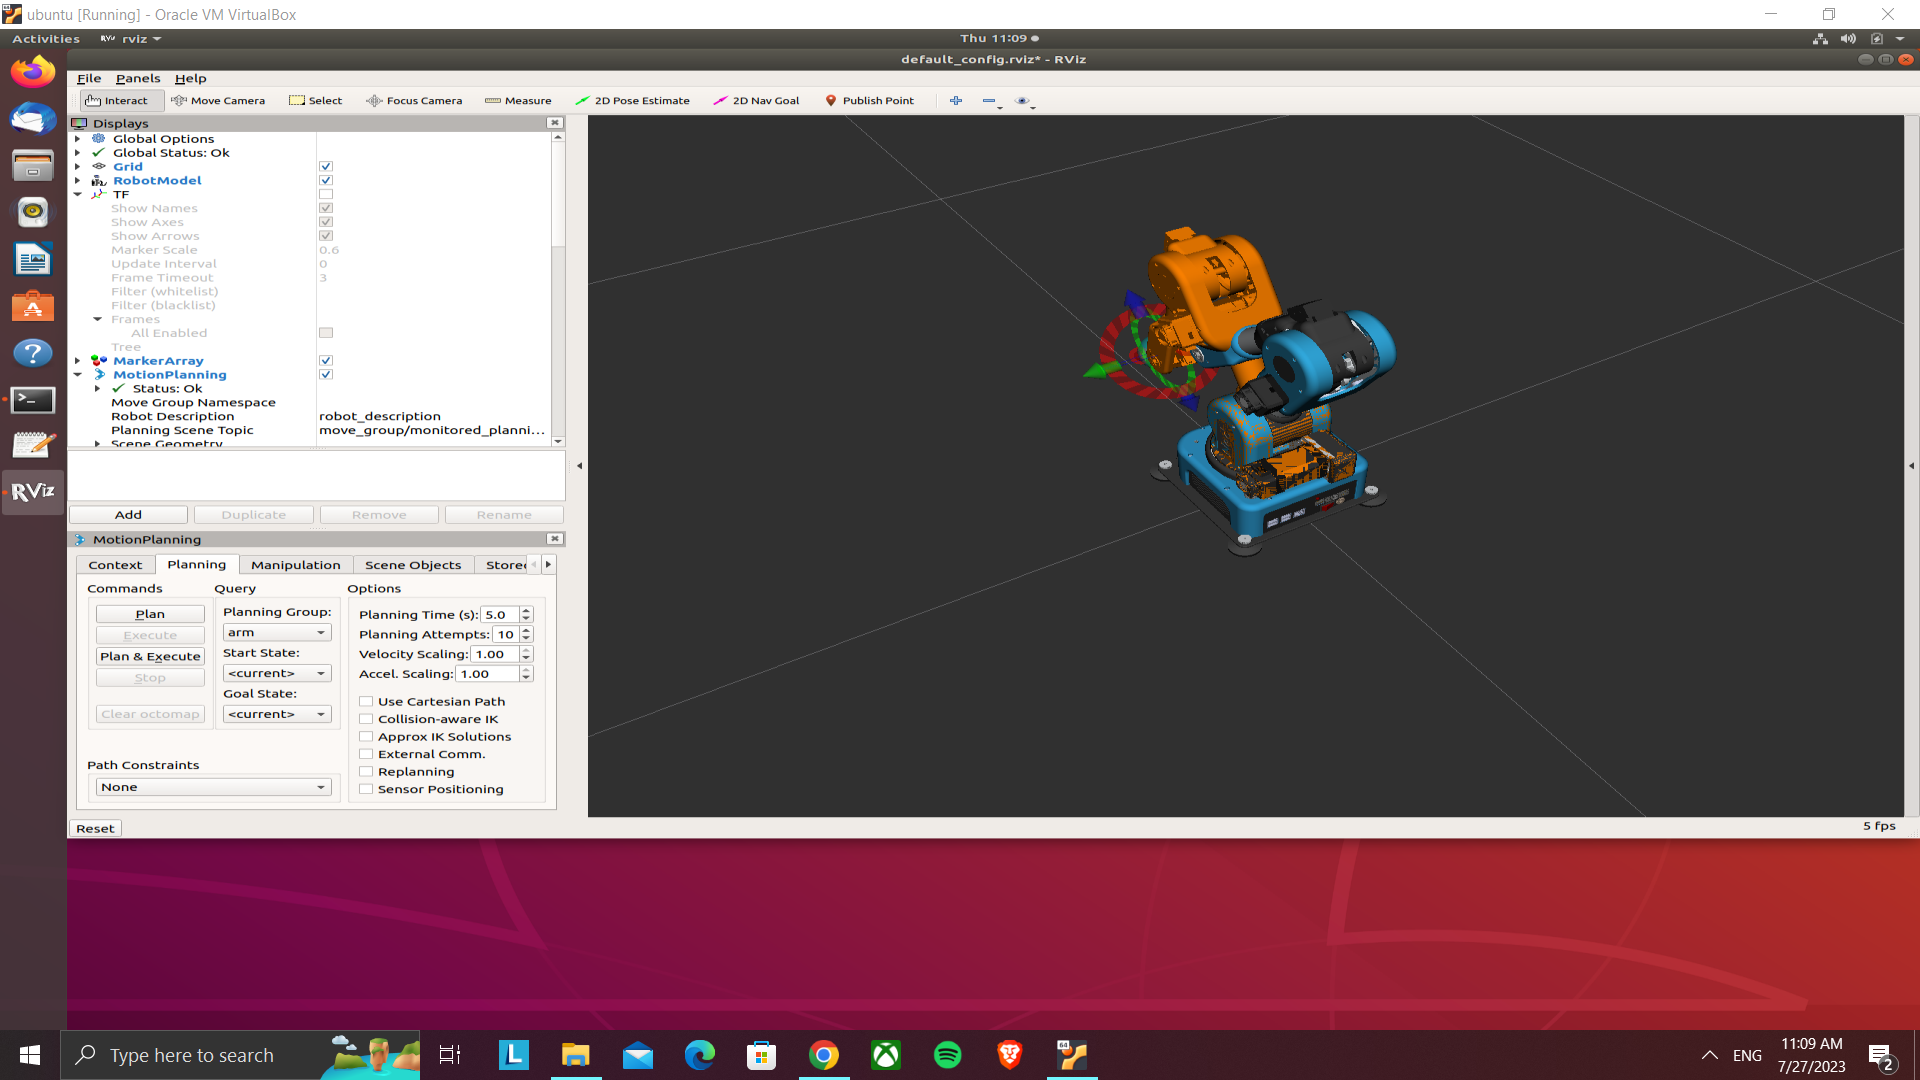 ubuntu [Running] - Oracle VM VirtualBox
Activities RViz rviz Thu 11:09
default_config.rviz* - RViz
File Panels Help
Interact Move Camera Select Focus Camera Measure 2D Pose Estimate 2D Nav Goal Publish Point
Displays
Global Options
Global Status: Ok
Grid
RobotModel
TF
Show Names
Show Axes
Show Arrows
Marker Scale 0.6
Update Interval 0
Frame Timeout 3
Filter (whitelist)
Filter (blacklist)
Frames
All Enabled
Tree
MarkerArray
MotionPlanning
Status: Ok
Move Group Namespace
Robot Description robot_description
Planning Scene Topic move_group/monitored_planni...
Scene Geometry
RViz
Add Duplicate Remove Rename
MotionPlanning
Context Planning Manipulation Scene Objects Stored
Commands Query Options
Plan
Execute
Plan & Execute
Stop
Clear octomap
Planning Group:
arm
Start State:
<current>
Goal State:
<current>
Planning Time (s): 5.0
Planning Attempts: 10
Velocity Scaling: 1.00
Accel. Scaling: 1.00
Use Cartesian Path
Collision-aware IK
Approx IK Solutions
External Comm.
Replanning
Sensor Positioning
Path Constraints
None
Reset
5 fps
Type here to search
L
64
ENG
11:09 AM
7/27/2023
2